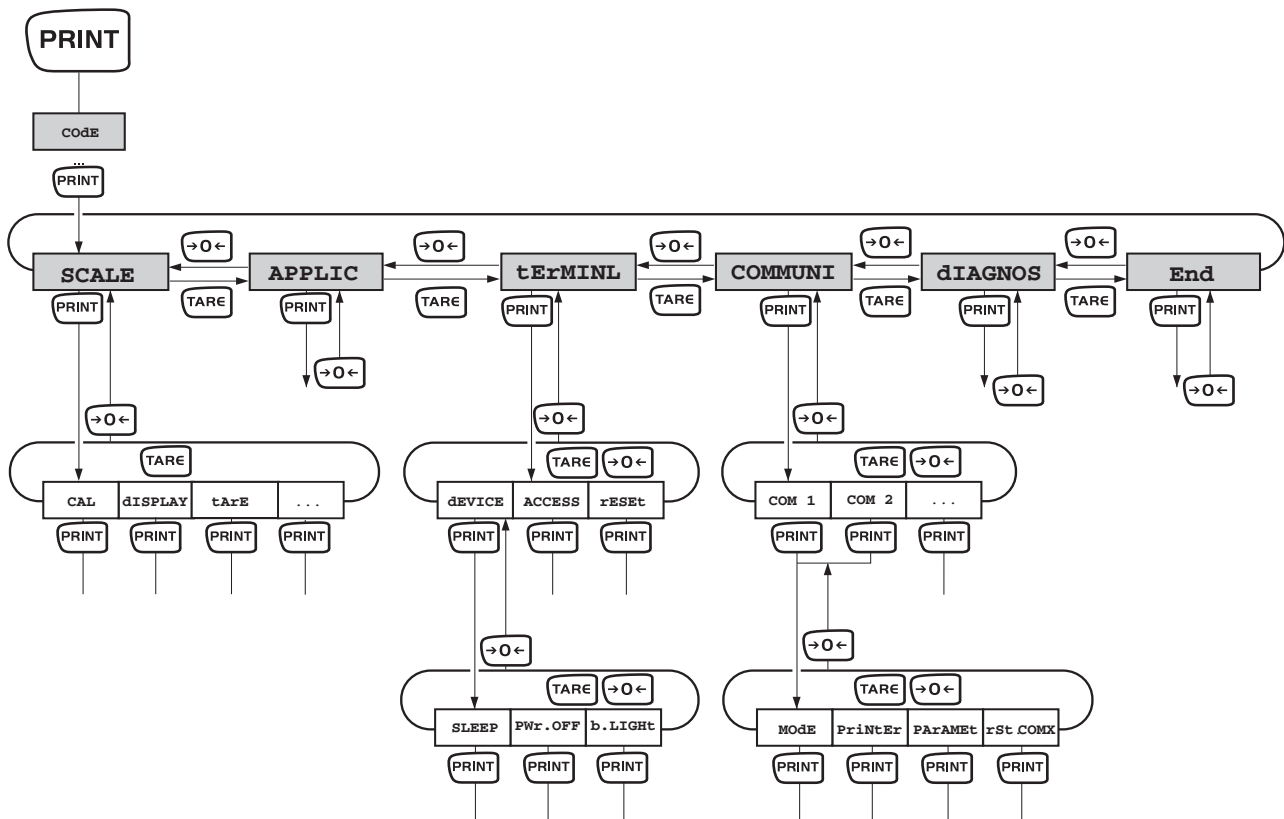 PRINT
COdE
...
PRINT
→0← →0← →0← →0← →0←
SCALE APPLIC tErMINL COMMUNI dIAGNOS End
PRINT TARE PRINT TARE PRINT TARE PRINT TARE PRINT TARE PRINT
→0← →0← →0←
→0← →0← →0←
TARE TARE →0← TARE →0←
CAL dISPLAY tArE ... dEVICE ACCESS rESEt COM 1 COM 2 ...
PRINT PRINT PRINT PRINT PRINT PRINT PRINT PRINT PRINT PRINT
→0← →0←
TARE →0← TARE →0←
SLEEP PWr.OFF b.LIGHt MOdE PriNtEr PArAMEt rSt.COMX
PRINT PRINT PRINT PRINT PRINT PRINT PRINT